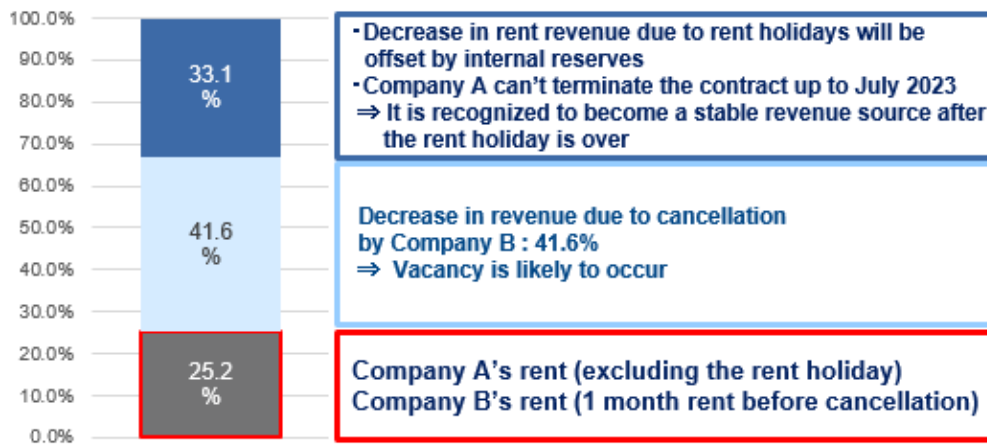 100.0%
90.0%
80.0%
70.0%
60.0%
50.0%
40.0%
30.0%
20.0%
10.0%
0.0%
33.1
%
41.6
%
25.2
%
・Decrease in rent revenue due to rent holidays will be
offset by internal reserves
・Company A can't terminate the contract up to July 2023
⇒ It is recognized to become a stable revenue source after
the rent holiday is over
Decrease in revenue due to cancellation
by Company B : 41.6%
⇒ Vacancy is likely to occur
Company A's rent (excluding the rent holiday)
Company B's rent (1 month rent before cancellation)